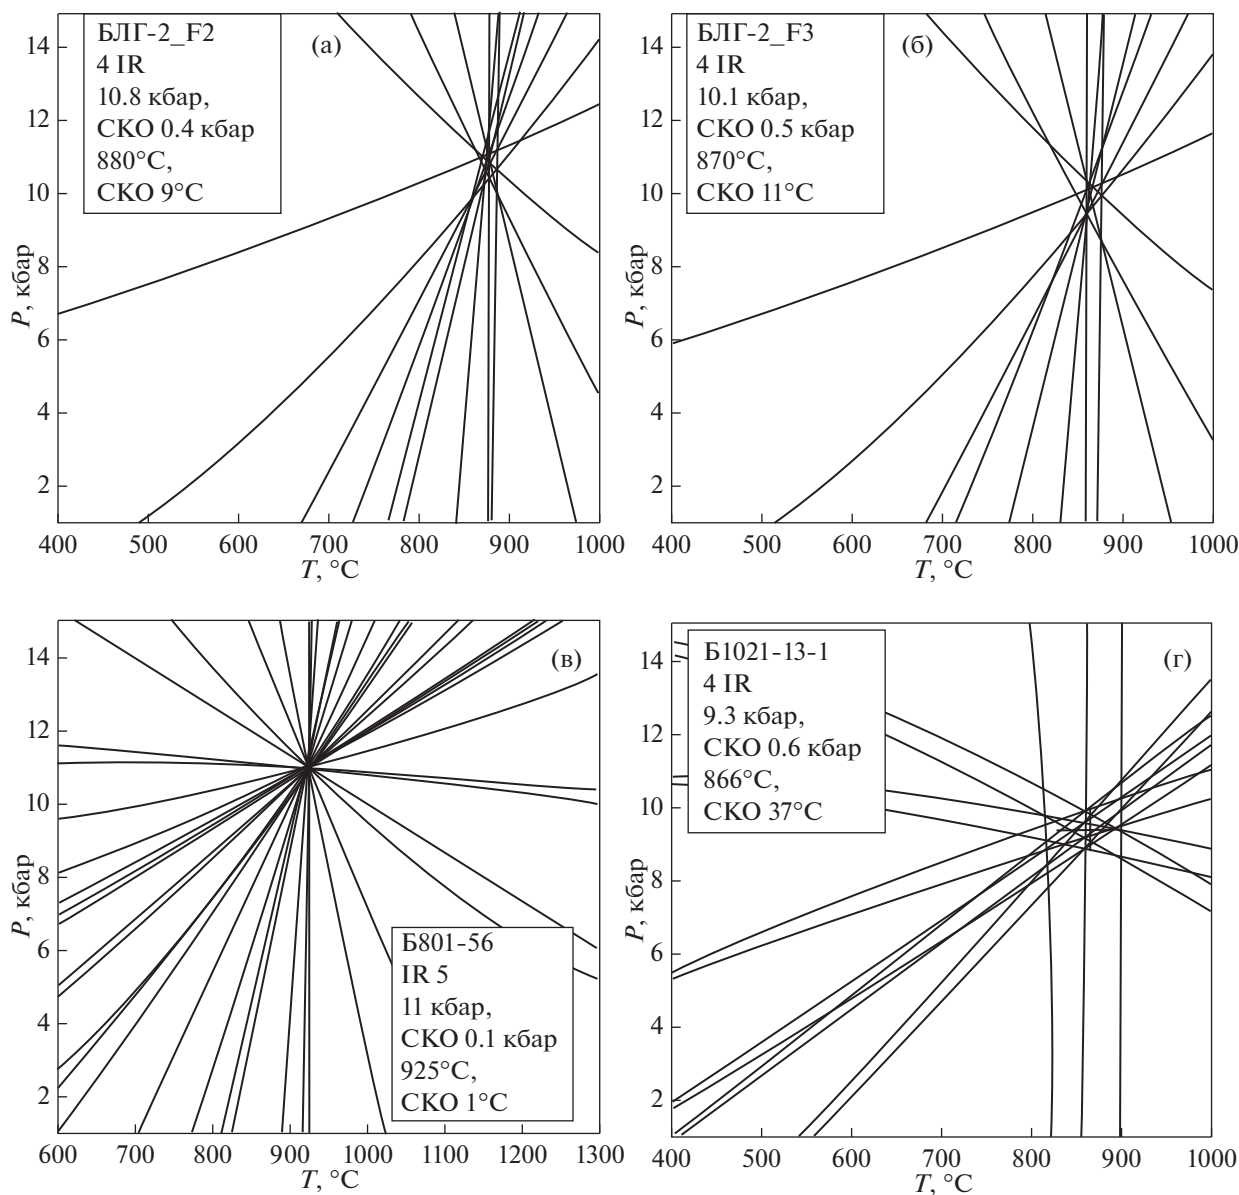 БЛГ-2_F2
4 IR
10.8 кбар,
СКО 0.4 кбар
880°C,
СКО 9°C
(а)
14
12
10
8
6
4
2
P, кбар
400 500 600 700 800 900 1000
T, °C
БЛГ-2_F3
4 IR
10.1 кбар,
СКО 0.5 кбар
870°C,
СКО 11°C
(б)
14
12
10
8
6
4
2
P, кбар
400 500 600 700 800 900 1000
T, °C
(в)
14
12
10
8
6
4
2
P, кбар
Б801-56
IR 5
11 кбар,
СКО 0.1 кбар
925°C,
СКО 1°C
600 700 800 900 1000 1100 1200 1300
T, °C
Б1021-13-1
4 IR
9.3 кбар,
СКО 0.6 кбар
866°C,
СКО 37°C
(г)
14
12
10
8
6
4
2
P, кбар
400 500 600 700 800 900 1000
T, °C